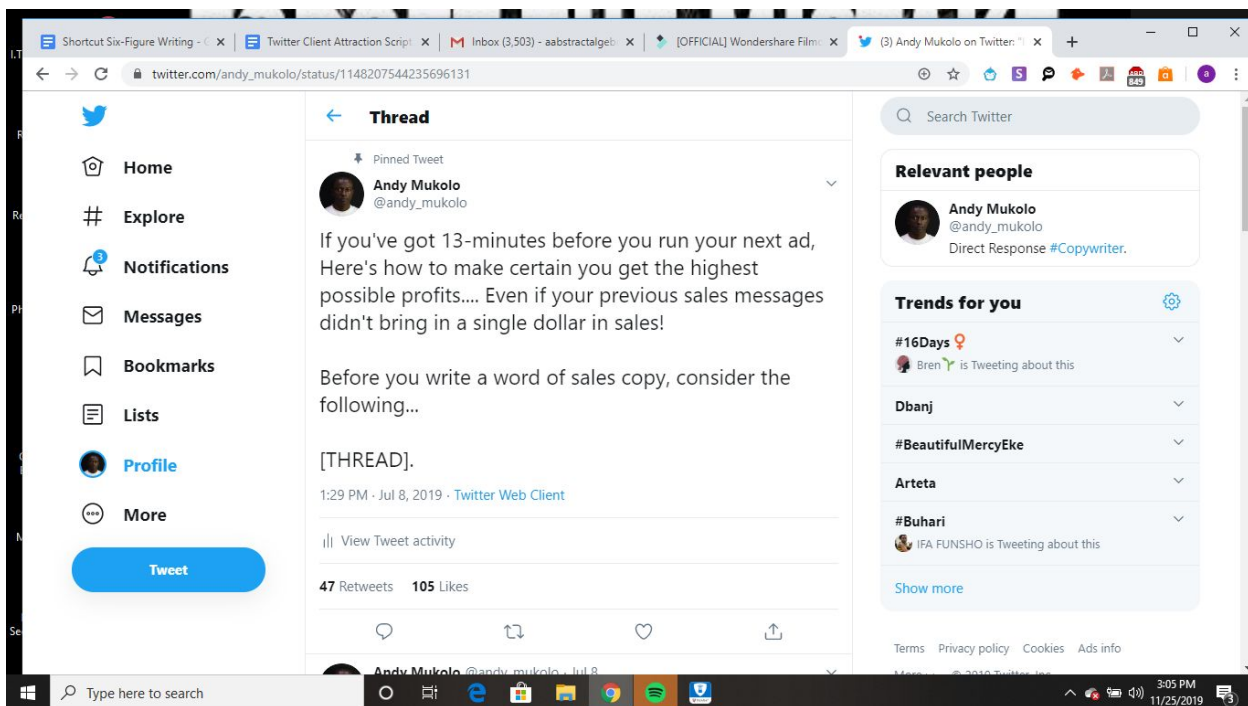 Shortcut Six-Figure Writing -
Twitter Client Attraction Script
Inbox (3,503) - aabstractalgeb
[OFFICIAL] Wondershare Filmo
(3) Andy Mukolo on Twitter: "I
twitter.com/andy_mukolo/status/1148207544235696131
849
a
Home
Explore
3
Notifications
Messages
Bookmarks
Lists
Profile
More
Tweet
Thread
Pinned Tweet
Andy Mukolo
@andy_mukolo
If you've got 13-minutes before you run your next ad,
Here's how to make certain you get the highest
possible profits.... Even if your previous sales messages
didn't bring in a single dollar in sales!
Before you write a word of sales copy, consider the
following...
[THREAD].
1:29 PM · Jul 8, 2019 · Twitter Web Client
View Tweet activity
47 Retweets 105 Likes
Andy Mukolo @andy_mukolo · Jul 8
Search Twitter
Relevant people
Andy Mukolo
@andy_mukolo
Direct Response #Copywriter.
Trends for you
#16Days
Bren is Tweeting about this
Dbanj
#BeautifulMercyEke
Arteta
#Buhari
IFA FUNSHO is Tweeting about this
Show more
Terms Privacy policy Cookies Ads info
More © 2019 Twitter, Inc.
Type here to search
3:05 PM
11/25/2019
3